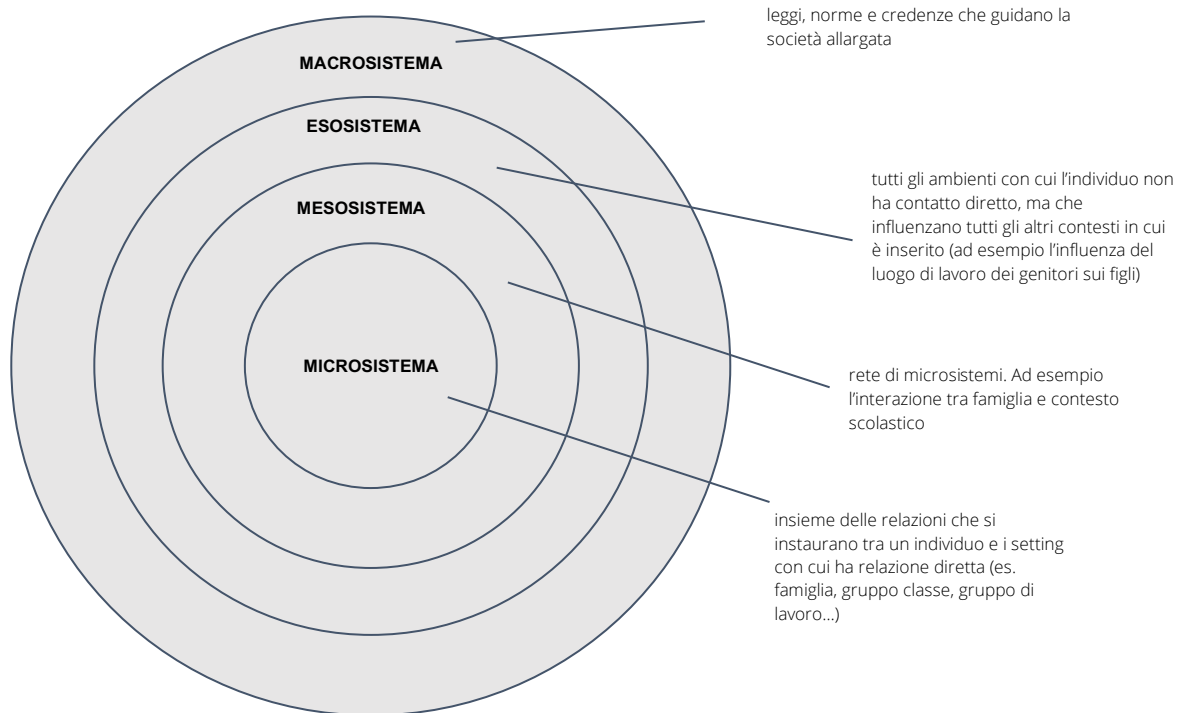 leggi, norme e credenze che guidano la
società allargata
MACROSISTEMA
ESOSISTEMA
tutti gli ambienti con cui l’individuo non
ha contatto diretto, ma che
influenzano tutti gli altri contesti in cui
è inserito (ad esempio l’influenza del
luogo di lavoro dei genitori sui figli)
MESOSISTEMA
rete di microsistemi. Ad esempio
l’interazione tra famiglia e contesto
scolastico
MICROSISTEMA
insieme delle relazioni che si
instaurano tra un individuo e i setting
con cui ha relazione diretta (es.
famiglia, gruppo classe, gruppo di
lavoro…)